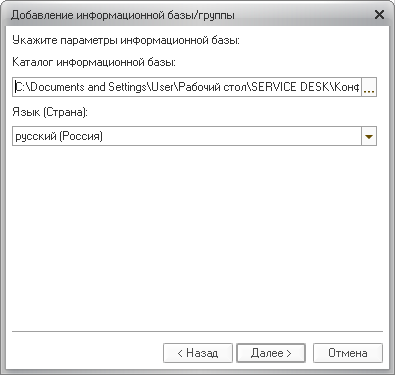 Добавление информационной базы/группы
Укажите параметры информационной базы:
Каталог информационной базы:
C:\Documents and Settings\User\Рабочий стол\SERVICE DESK\Конф ...
Язык (Страна):
русский (Россия)
< Назад Далее > Отмена